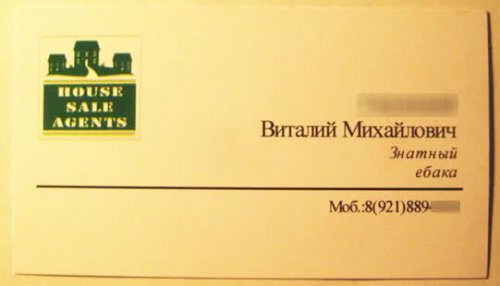 HOUSE
SALE
AGENTS
Виталий Михайлович
Знатный
ебака
Моб.:8(921)889-